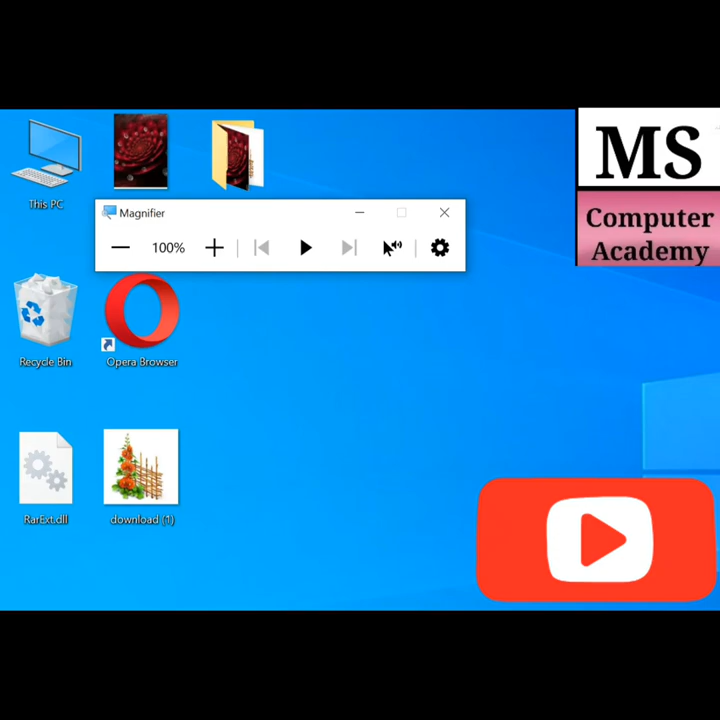 MS
Computer
Academy
This PC
Magnifier
100%
Recycle Bin
Opera Browser
RarExt.dll
download (1)